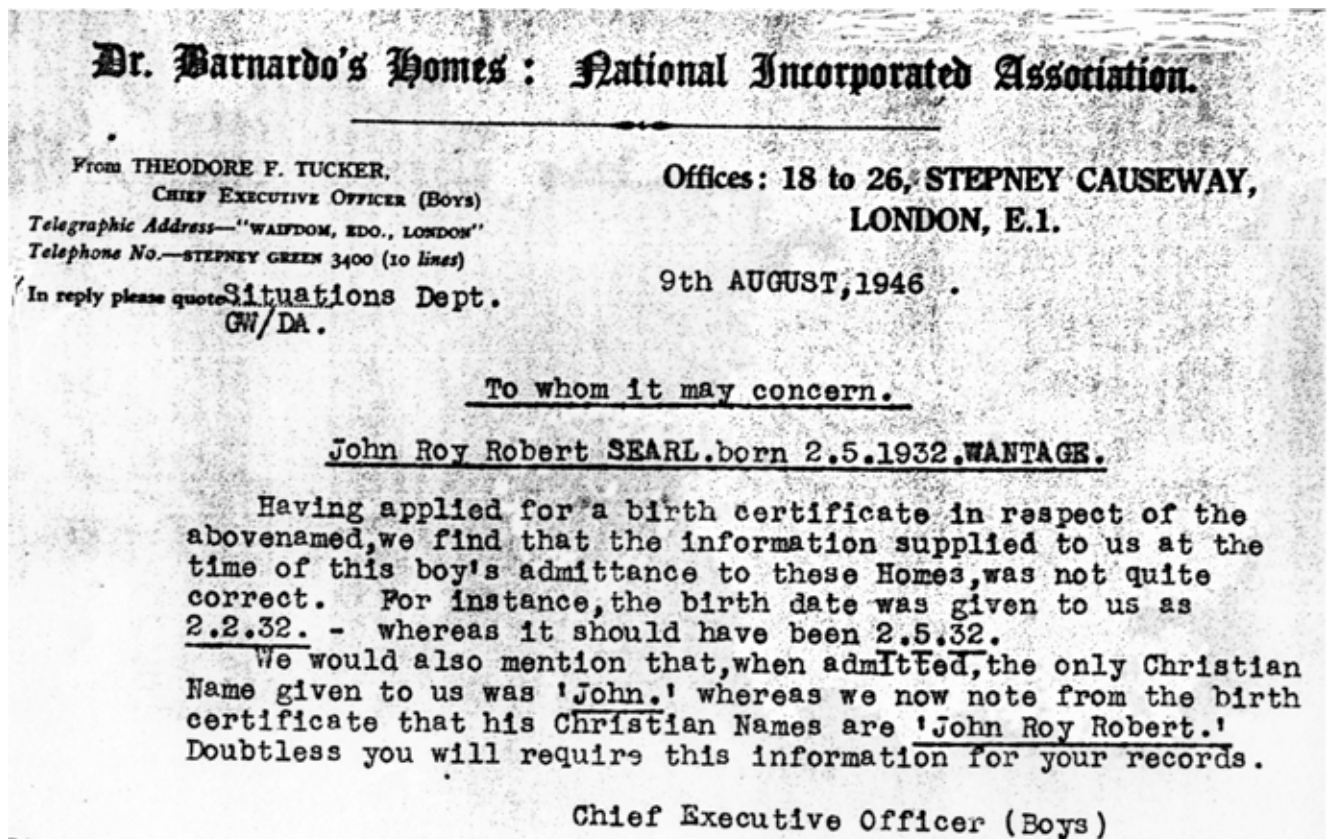 Dr. Barnardo's Homes : National Incorporated Association.
From THEODORE F. TUCKER,
CHIEF EXECUTIVE OFFICER (BOYS)
Telegraphic Address—"WAIFDOM, EDO., LONDON"
Telephone No.—STEPNEY GREEN 3400 (10 lines)
In reply please quote Situations Dept.
GW/DA.
Offices: 18 to 26, STEPNEY CAUSEWAY,
LONDON, E.1.
9th AUGUST,1946 .
To whom it may concern.
John Roy Robert SEARL.born 2.5.1932.WANTAGE.
Having applied for a birth certificate in respect of the
abovenamed,we find that the information supplied to us at the
time of this boy's admittance to these Homes,was not quite
correct. For instance,the birth date was given to us as
2.2.32. - whereas it should have been 2.5.32.
We would also mention that,when admitted,the only Christian
Name given to us was 'John.' whereas we now note from the birth
certificate that his Christian Names are 'John Roy Robert.'
Doubtless you will require this information for your records.
Chief Executive Officer (Boys)